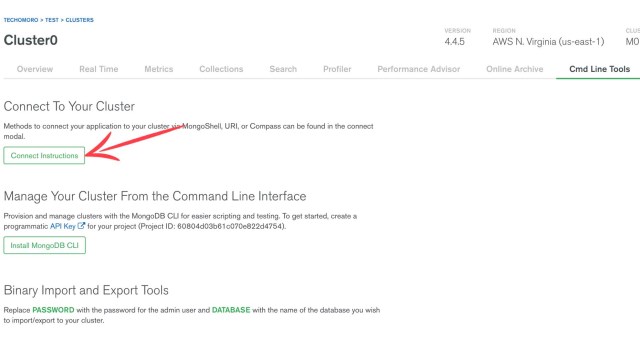 TECHOMORO > TEST > CLUSTERS
Cluster0
VERSION REGION
4.4.5 AWS N. Virginia (us-east-1) M0
Overview Real Time Metrics Collections Search Profiler Performance Advisor Online Archive Cmd Line Tools
Connect To Your Cluster
Methods to connect your application to your cluster via MongoShell, URI, or Compass can be found in the connect
modal.
Connect Instructions
Manage Your Cluster From the Command Line Interface
Provision and manage clusters with the MongoDB CLI for easier scripting and testing. To get started, create a
programmatic API Key for your project (Project ID: 60804d03b61c070e822d4754).
Install MongoDB CLI
Binary Import and Export Tools
Replace PASSWORD with the password for the admin user and DATABASE with the name of the database you wish
to import/export to your cluster.